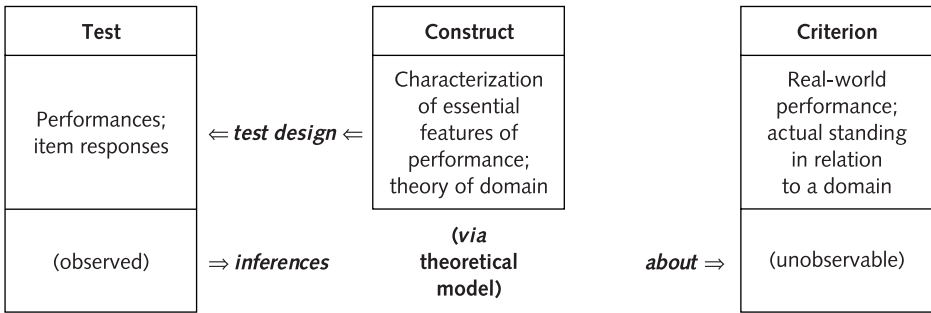 Test
Construct
Criterion
Performances;
item responses
⇐ test design ⇐
Characterization
of essential
features of
performance;
theory of domain
Real-world
performance;
actual standing
in relation
to a domain
(observed)
⇒ inferences
(via
theoretical
model)
about ⇒
(unobservable)